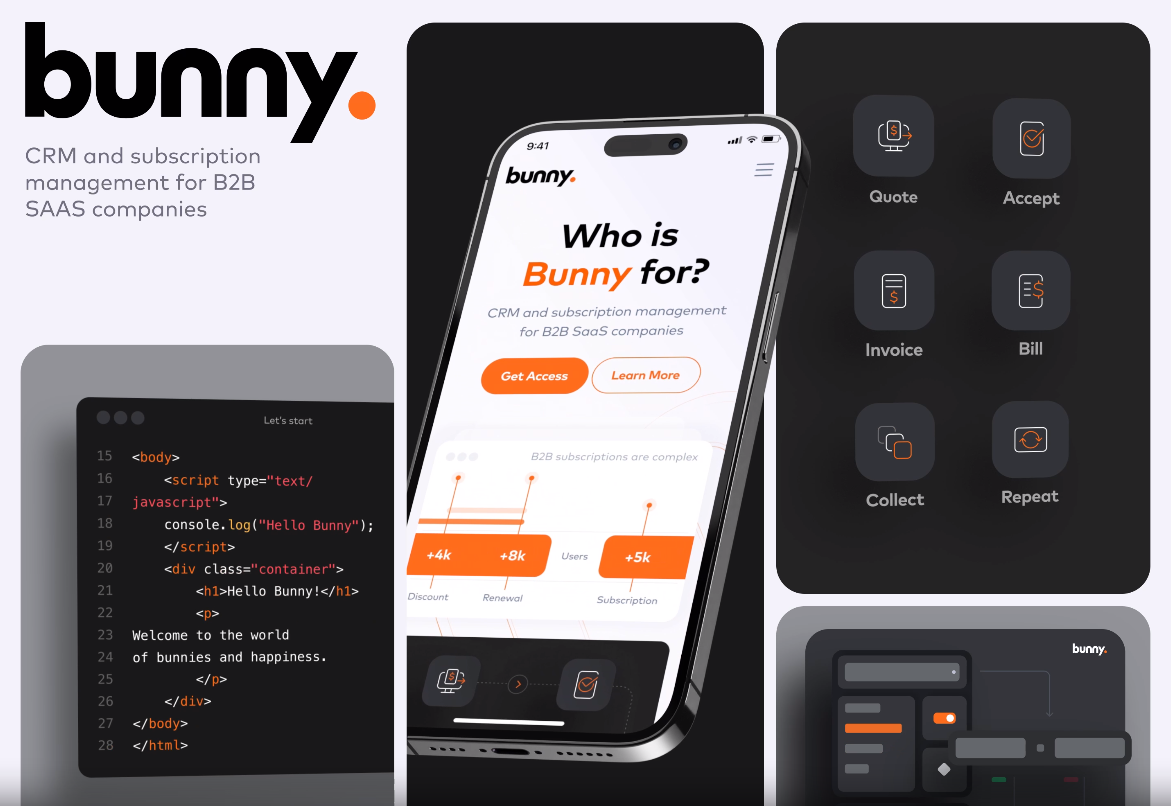 bunny.
CRM and subscription
management for B2B
SAAS companies
Let's start
15 <body>
16 <script type="text/
17 javascript">
18 console.log("Hello Bunny");
19 </script>
20 <div class="container">
21 <h1>Hello Bunny!</h1>
22 <p>
23 Welcome to the world
24 of bunnies and happiness.
25 </p>
26 </div>
27 </body>
28 </html>
9:41
bunny.
Who is
Bunny for?
CRM and subscription management
for B2B SaaS companies
Get Access Learn More
B2B subscriptions are complex
+4k +8k Users +5k
Discount Renewal Subscription
Quote Accept
Invoice Bill
Collect Repeat
bunny.